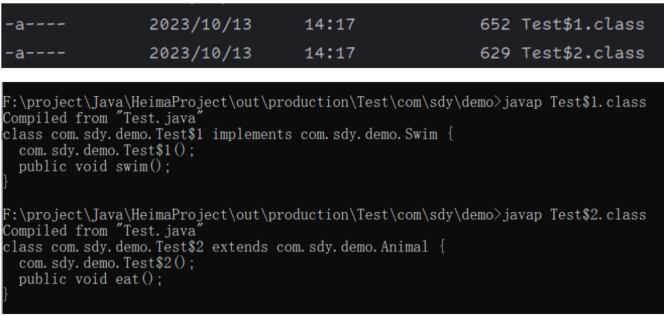 -a---- 2023/10/13 14:17 652 Test$1.class
-a---- 2023/10/13 14:17 629 Test$2.class
F:\project\Java\HeimaProject\out\production\Test\com\sdy\demo>javap Test$1.class
Compiled from "Test.java"
class com.sdy.demo.Test$1 implements com.sdy.demo.Swim {
  com.sdy.demo.Test$1();
  public void swim();
}
F:\project\Java\HeimaProject\out\production\Test\com\sdy\demo>javap Test$2.class
Compiled from "Test.java"
class com.sdy.demo.Test$2 extends com.sdy.demo.Animal {
  com.sdy.demo.Test$2();
  public void eat();
}